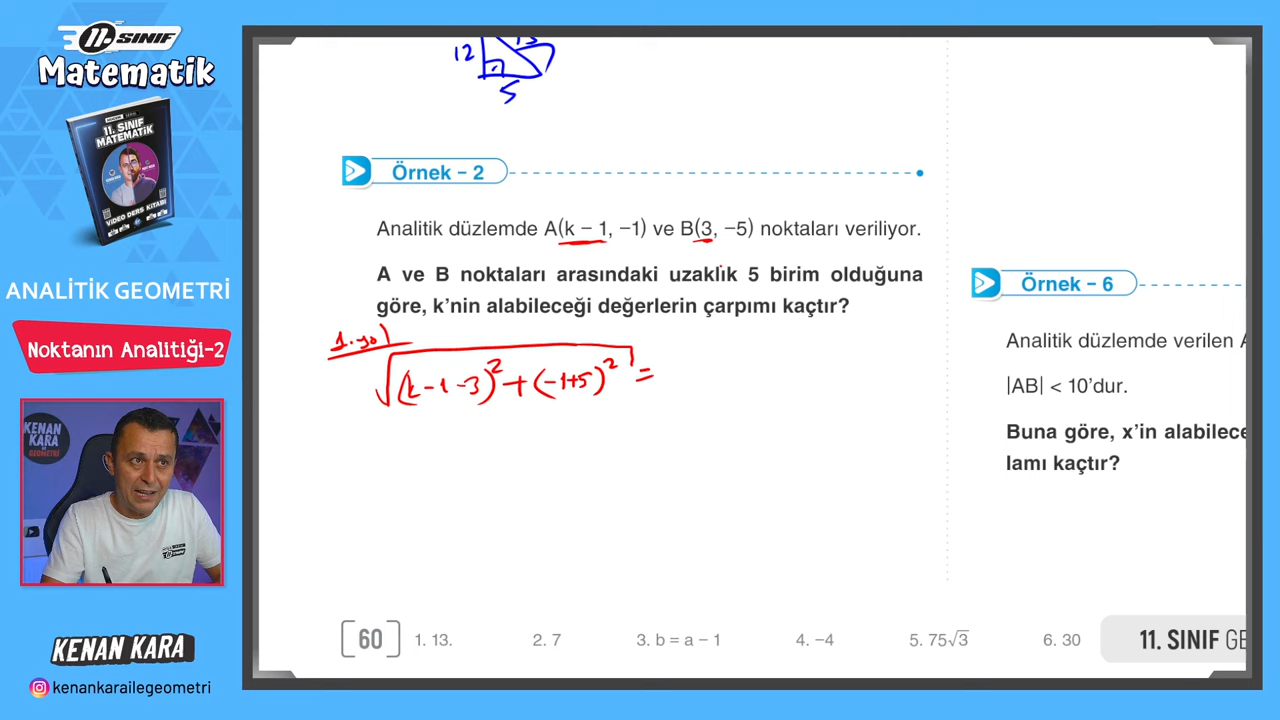 11. SINIF
Matematik
11. SINIF
MATEMATİK
VİDEO DERS KİTABI
ANALİTİK GEOMETRİ
Noktanın Analitiği-2
KENAN
KARA
GEOMETRİ
KENAN KARA
kenankarailegeometri
12
13
5
Örnek - 2
Analitik düzlemde A(k − 1, −1) ve B(3, −5) noktaları veriliyor.
A ve B noktaları arasındaki uzaklık 5 birim olduğuna
göre, k’nin alabileceği değerlerin çarpımı kaçtır?
1. yol
√(k-1-3)²+(-1+5)² =
Örnek - 6
Analitik düzlemde verilen A
|AB| < 10’dur.
Buna göre, x’in alabilece
lamı kaçtır?
60
1. 13.
2. 7
3. b = a − 1
4. −4
5. 75√3
6. 30
11. SINIF GE